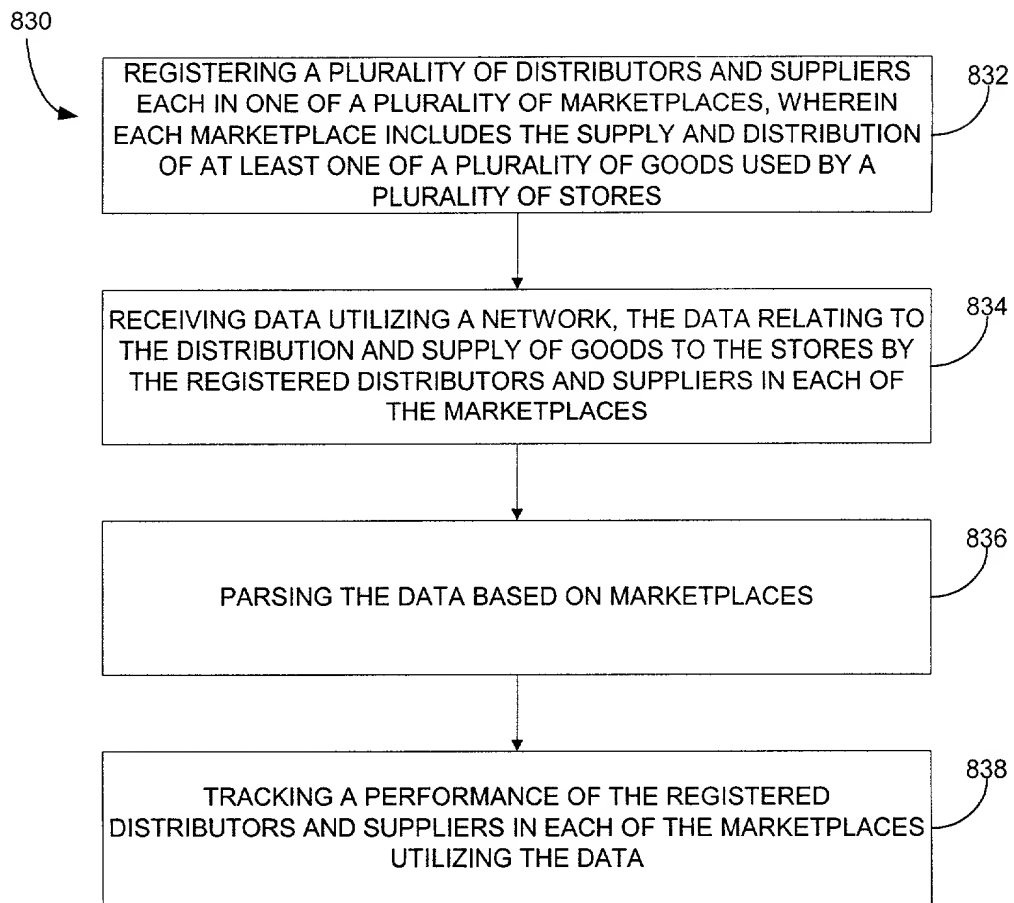 830
REGISTERING A PLURALITY OF DISTRIBUTORS AND SUPPLIERS
EACH IN ONE OF A PLURALITY OF MARKETPLACES, WHEREIN
EACH MARKETPLACE INCLUDES THE SUPPLY AND DISTRIBUTION
OF AT LEAST ONE OF A PLURALITY OF GOODS USED BY A
PLURALITY OF STORES
832
RECEIVING DATA UTILIZING A NETWORK, THE DATA RELATING TO
THE DISTRIBUTION AND SUPPLY OF GOODS TO THE STORES BY
THE REGISTERED DISTRIBUTORS AND SUPPLIERS IN EACH OF
THE MARKETPLACES
834
PARSING THE DATA BASED ON MARKETPLACES
836
TRACKING A PERFORMANCE OF THE REGISTERED
DISTRIBUTORS AND SUPPLIERS IN EACH OF THE MARKETPLACES
UTILIZING THE DATA
838